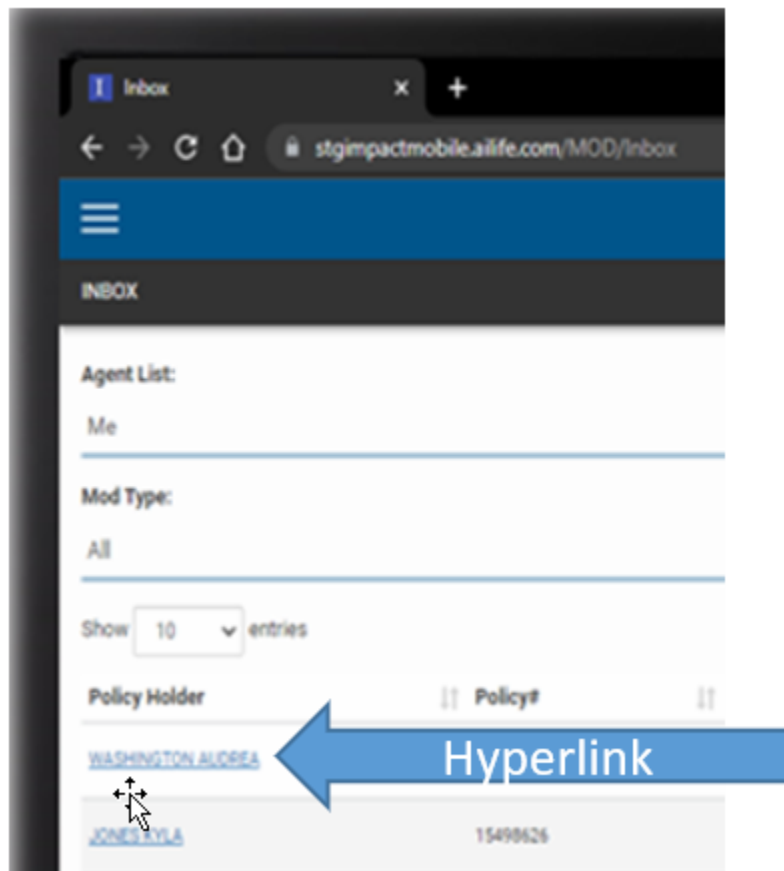 Inbox
stgimpactmobile.ailife.com/MOD/Inbox
INBOX
Agent List:
Me
Mod Type:
All
Show 10 entries
Policy Holder Policy#
WASHINGTON AUDREA Hyperlink
JONES KYLA 15498626